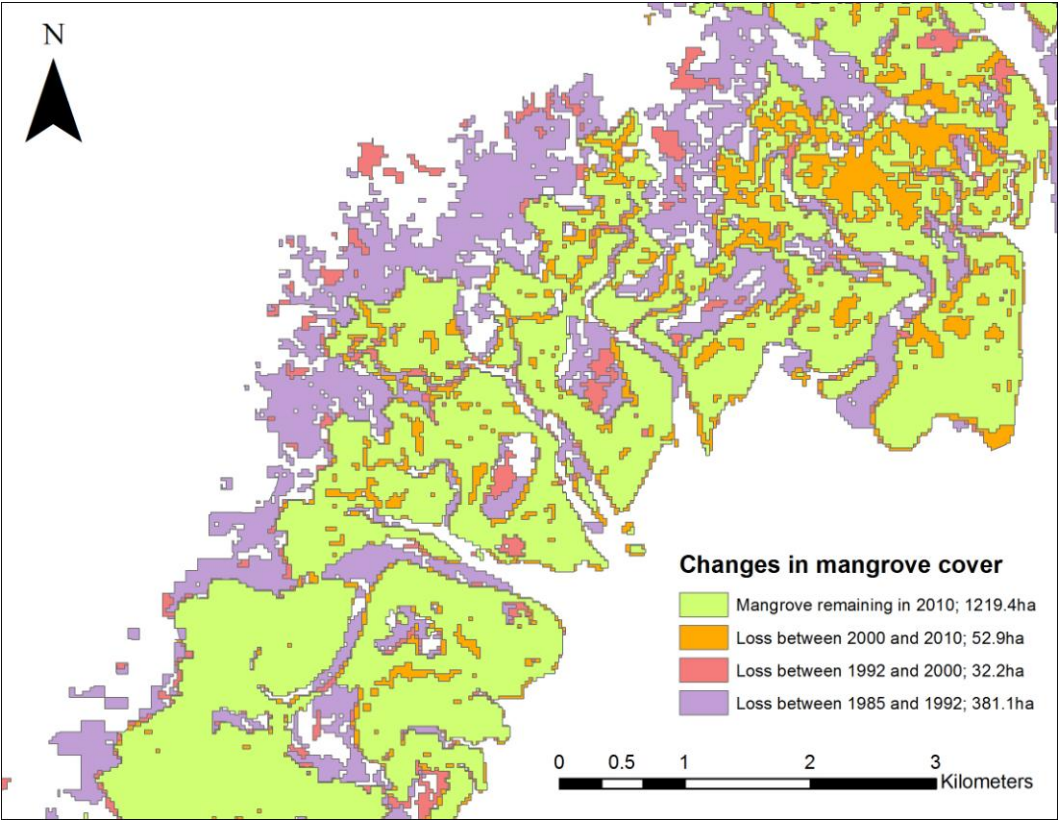 N
Changes in mangrove cover
Mangrove remaining in 2010; 1219.4ha
Loss between 2000 and 2010; 52.9ha
Loss between 1992 and 2000; 32.2ha
Loss between 1985 and 1992; 381.1ha
0 0.5 1 2 3
Kilometers